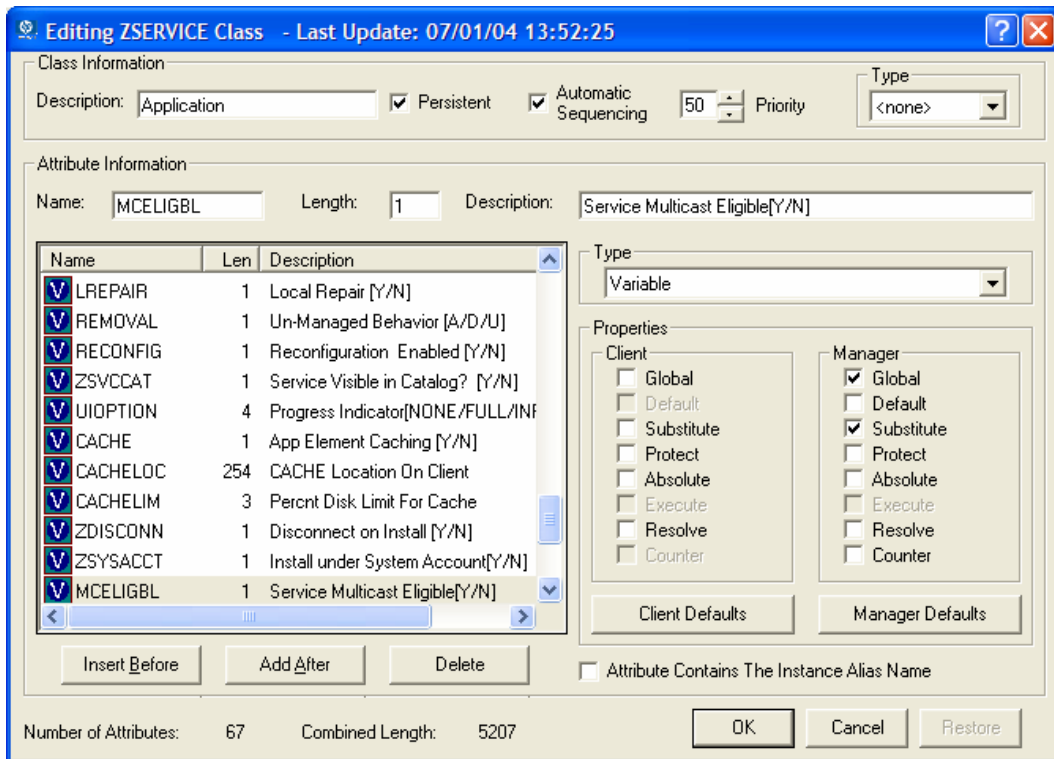 Editing ZSERVICE Class - Last Update: 07/01/04 13:52:25
Class Information
Description: Application Persistent Automatic Sequencing 50 Priority
Type
<none>
Attribute Information
Name: MCELIGBL Length: 1 Description: Service Multicast Eligible[Y/N]
Name Len Description
V LREPAIR 1 Local Repair [Y/N]
V REMOVAL 1 Un-Managed Behavior [A/D/U]
V RECONFIG 1 Reconfiguration Enabled [Y/N]
V ZSVCCAT 1 Service Visible in Catalog? [Y/N]
V UIOPTION 4 Progress Indicator[NONE/FULL/INF
V CACHE 1 App Element Caching [Y/N]
V CACHELOC 254 CACHE Location On Client
V CACHELIM 3 Percnt Disk Limit For Cache
V ZDISCONN 1 Disconnect on Install [Y/N]
V ZSYSACCT 1 Install under System Account[Y/N]
V MCELIGBL 1 Service Multicast Eligible[Y/N]
Insert Before Add After Delete
Type
Variable
Properties
Client
Global
Default
Substitute
Protect
Absolute
Execute
Resolve
Counter
Client Defaults
Manager
Global
Default
Substitute
Protect
Absolute
Execute
Resolve
Counter
Manager Defaults
Attribute Contains The Instance Alias Name
Number of Attributes: 67 Combined Length: 5207
OK Cancel Restore